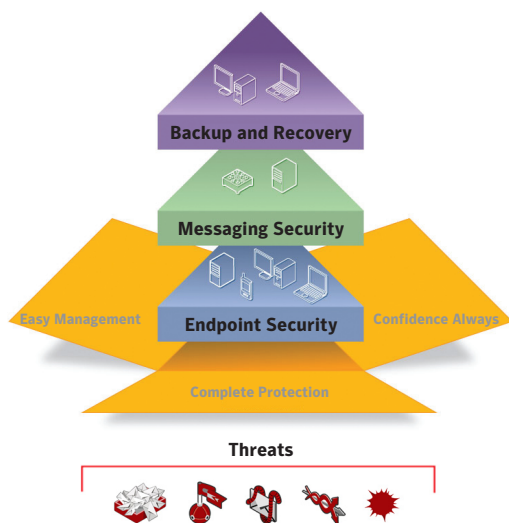 Backup and Recovery
Messaging Security
Endpoint Security
Easy Management
Confidence Always
Complete Protection
Threats